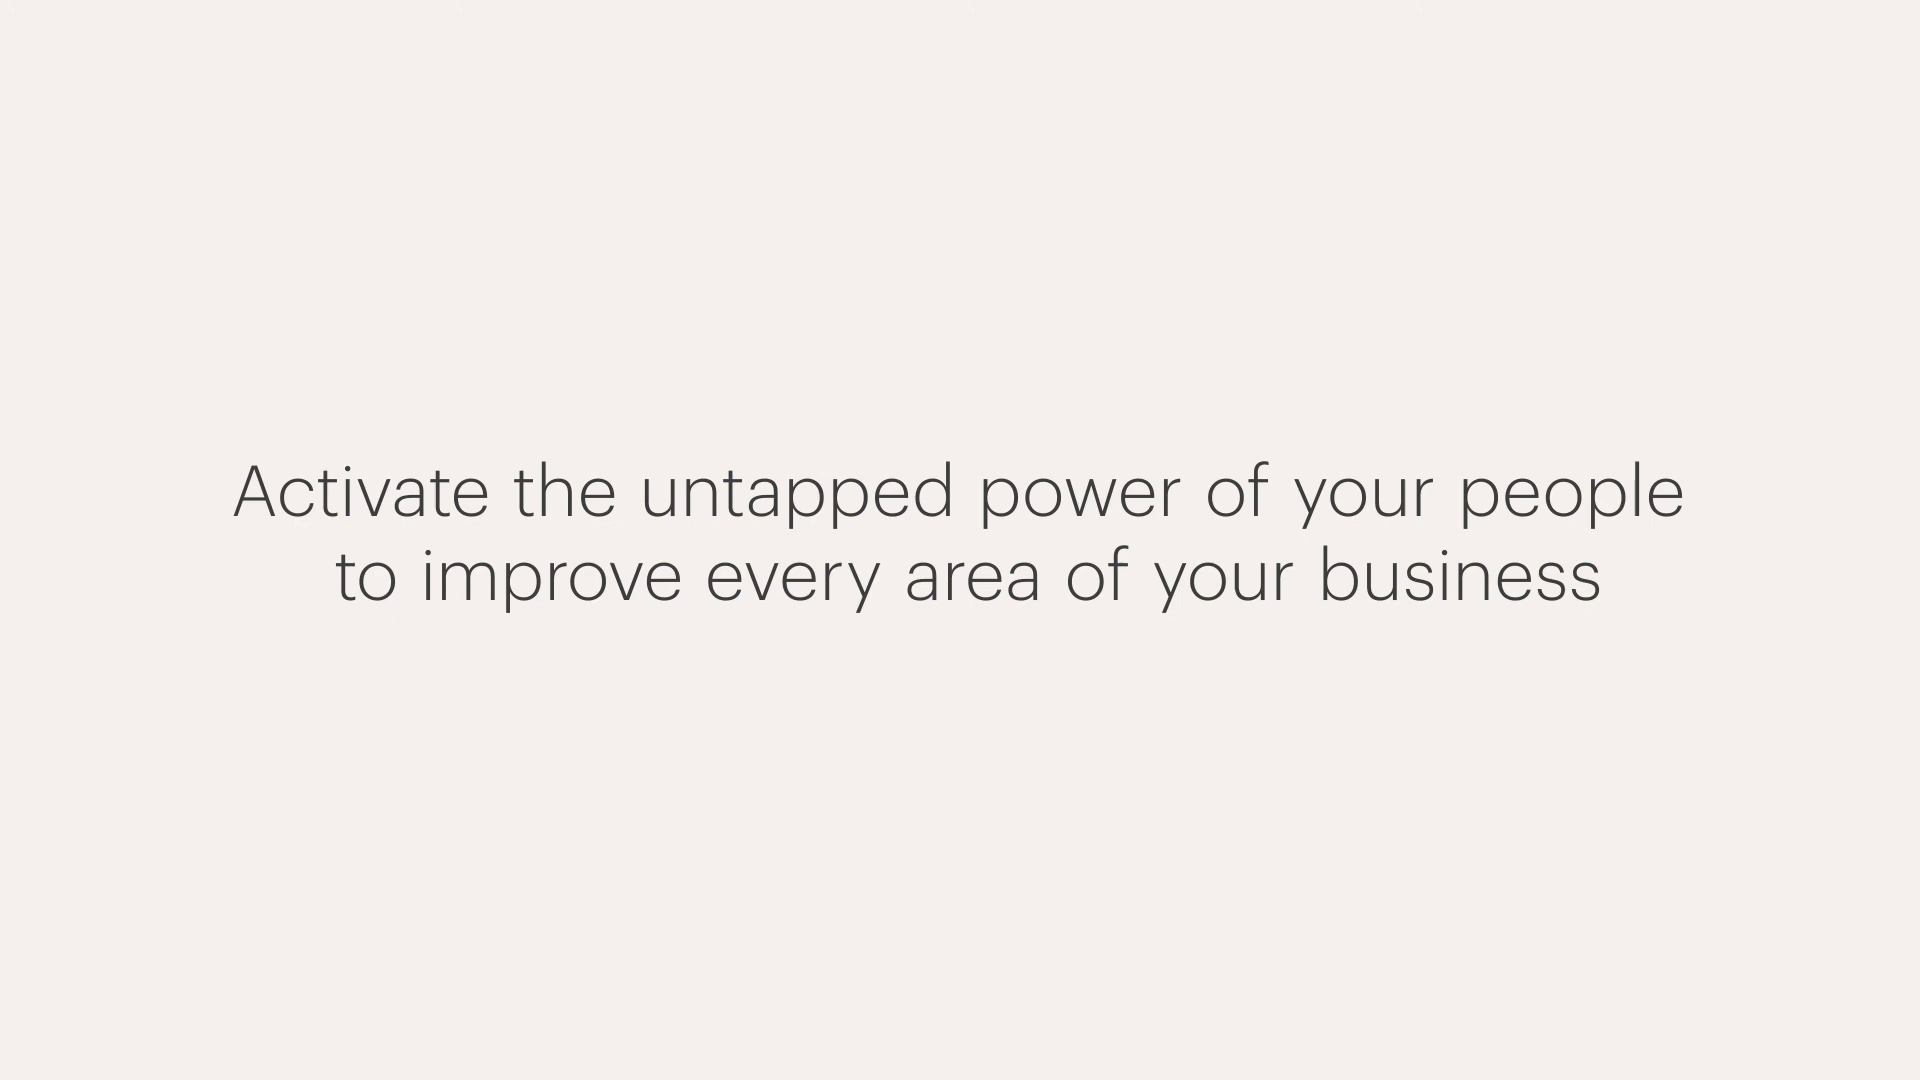 Activate the untapped power of your people
to improve every area of your business